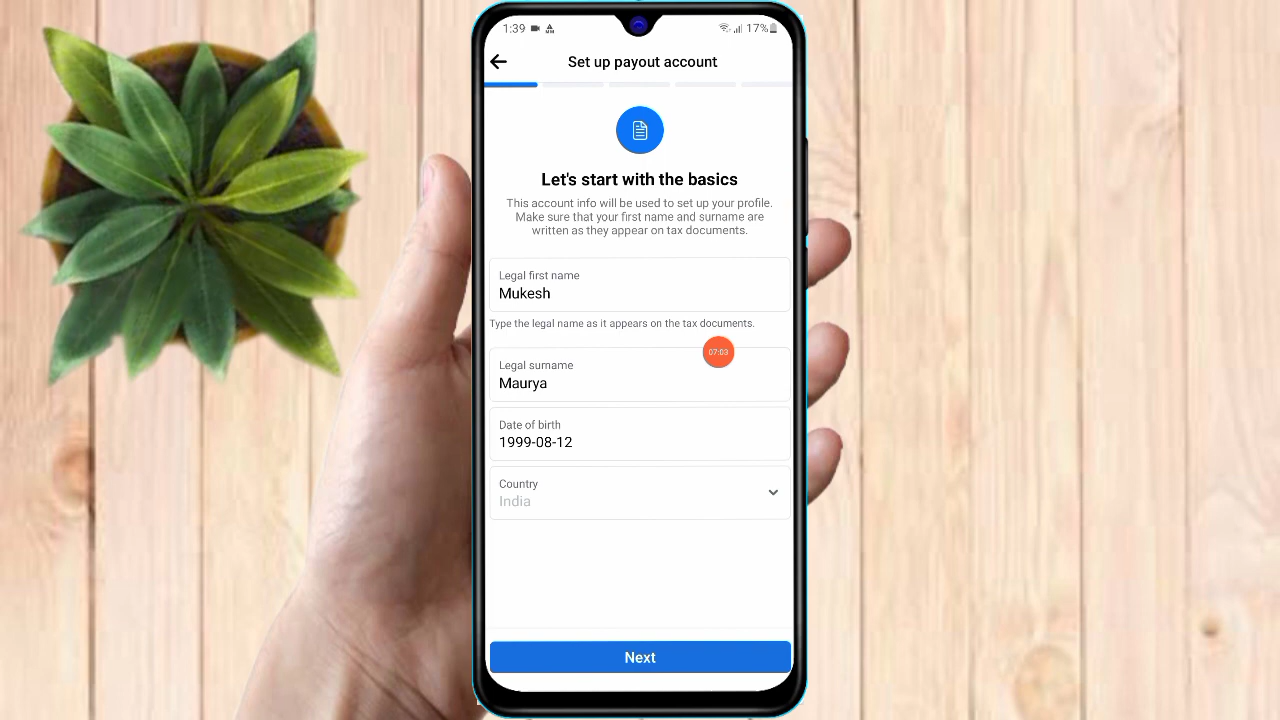 1:39
17%
Set up payout account
Let's start with the basics
This account info will be used to set up your profile.
Make sure that your first name and surname are
written as they appear on tax documents.
Legal first name
Mukesh
Type the legal name as it appears on the tax documents.
07:03
Legal surname
Maurya
Date of birth
1999-08-12
Country
India
Next